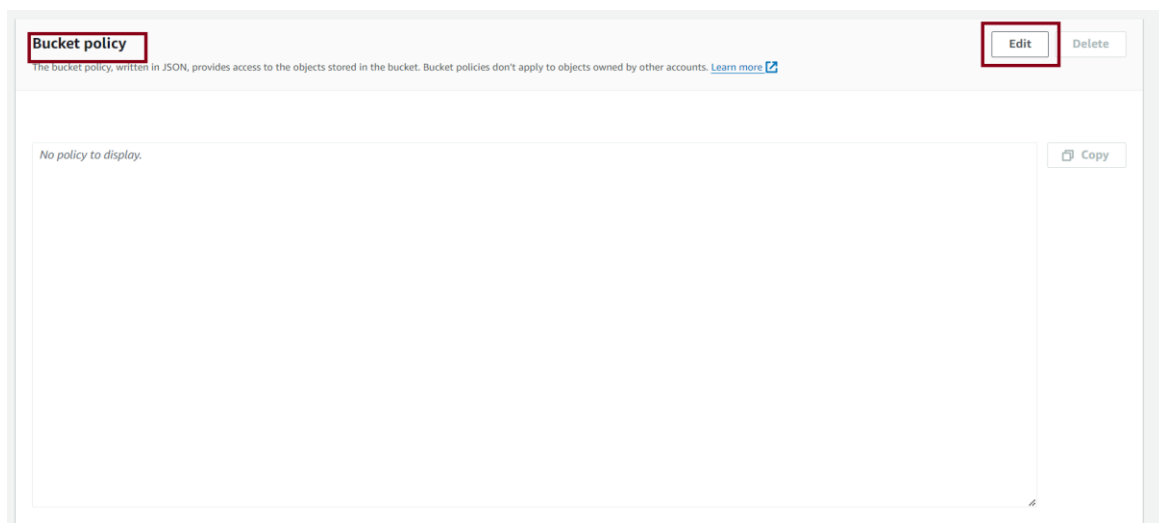 Bucket policy
Edit
Delete
The bucket policy, written in JSON, provides access to the objects stored in the bucket. Bucket policies don't apply to objects owned by other accounts. Learn more
No policy to display.
Copy